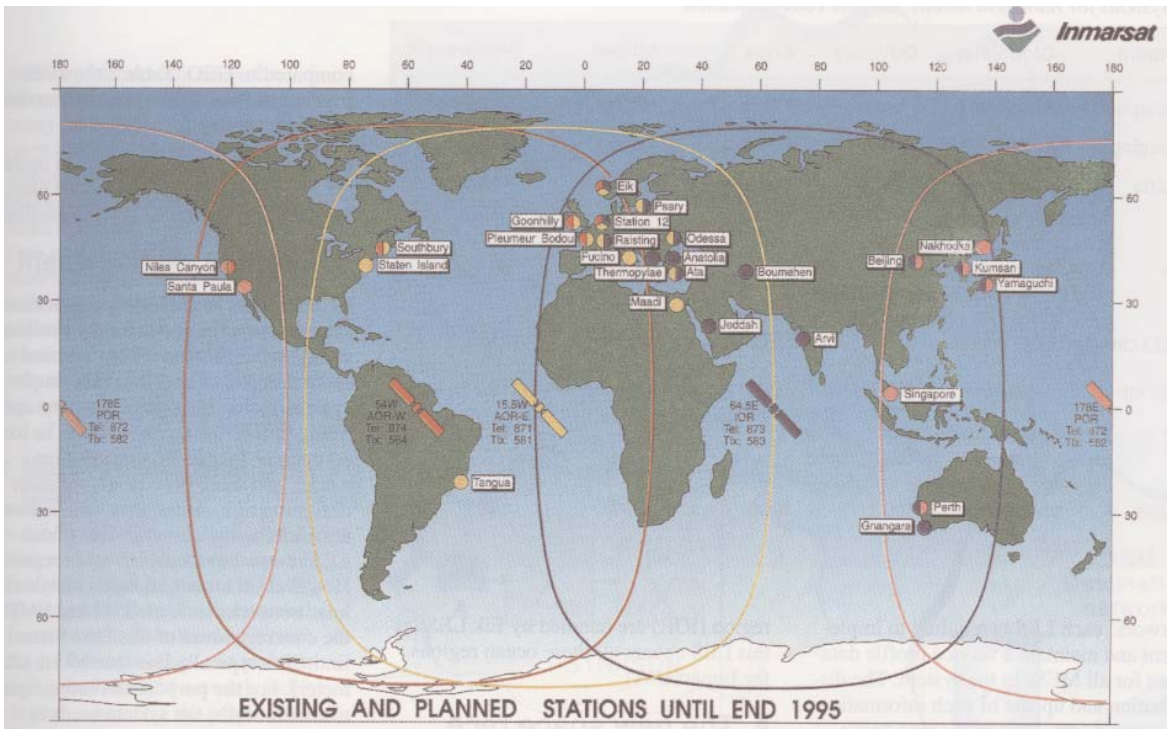 Inmarsat
180 160 140 120 100 80 60 40 20 0 20 40 60 80 100 120 140 160 180
60
60
30
30
0
0
30
30
60
60
Eik
Psary
Goonhilly
Station 12
Pleumeur Bodou
Raisting
Odessa
Fucino
Anatolia
Thermopylae
Ata
Boumehen
Maadi
Jeddah
Arvi
Southbury
Staten Island
Niles Canyon
Santa Paula
Nakhodka
Beijing
Kumsan
Yamaguchi
Singapore
Tangua
Perth
Gnangara
178E
POR
Tel: 872
Tlx: 582
54W
AOR-W
Tel: 874
Tlx: 584
15.5W
AOR-E
Tel: 871
Tlx: 581
64.5E
IOR
Tel: 873
Tlx: 583
178E
POR
Tel: 872
Tlx: 582
EXISTING AND PLANNED STATIONS UNTIL END 1995